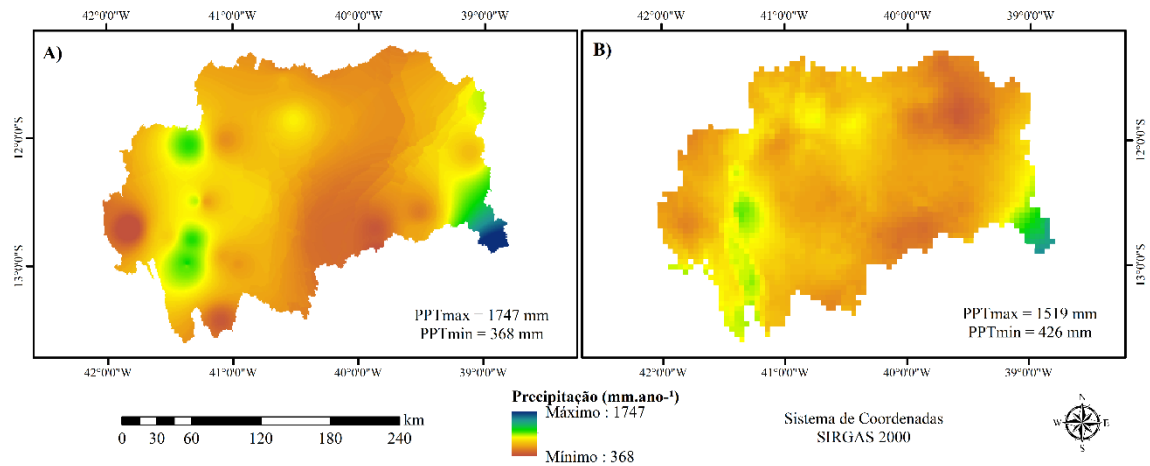 42°0'0"W 41°0'0"W 40°0'0"W 39°0'0"W 42°0'0"W 41°0'0"W 40°0'0"W 39°0'0"W
A)
B)
12°0'0"S
12°0'0"S
13°0'0"S
13°0'0"S
PPTmax = 1747 mm
PPTmin = 368 mm
PPTmax = 1519 mm
PPTmin = 426 mm
42°0'0"W 41°0'0"W 40°0'0"W 39°0'0"W 42°0'0"W 41°0'0"W 40°0'0"W 39°0'0"W
km
0 30 60 120 180 240
Precipitação (mm.ano-¹)
Máximo : 1747
Mínimo : 368
Sistema de Coordenadas
SIRGAS 2000
N
W E
S